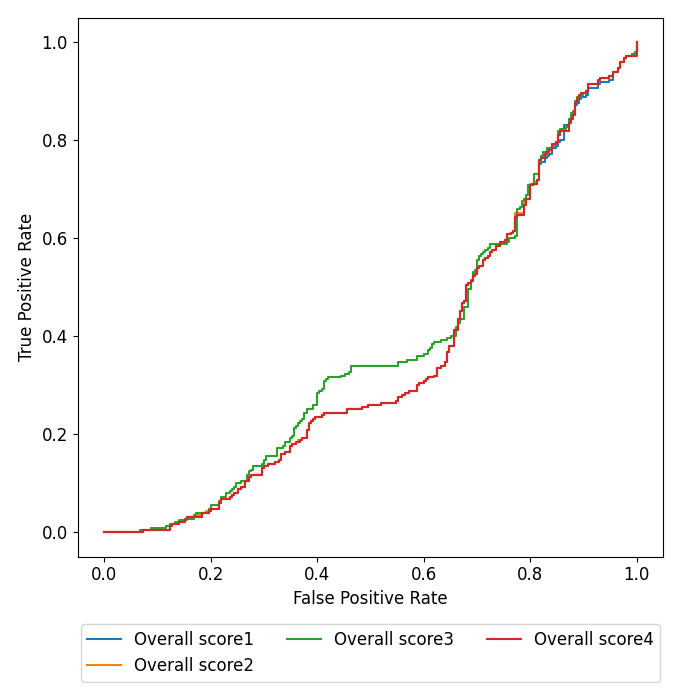 1.0
0.8
0.6
0.4
0.2
0.0
True Positive Rate
0.0 0.2 0.4 0.6 0.8 1.0
False Positive Rate
Overall score1 Overall score3 Overall score4
Overall score2